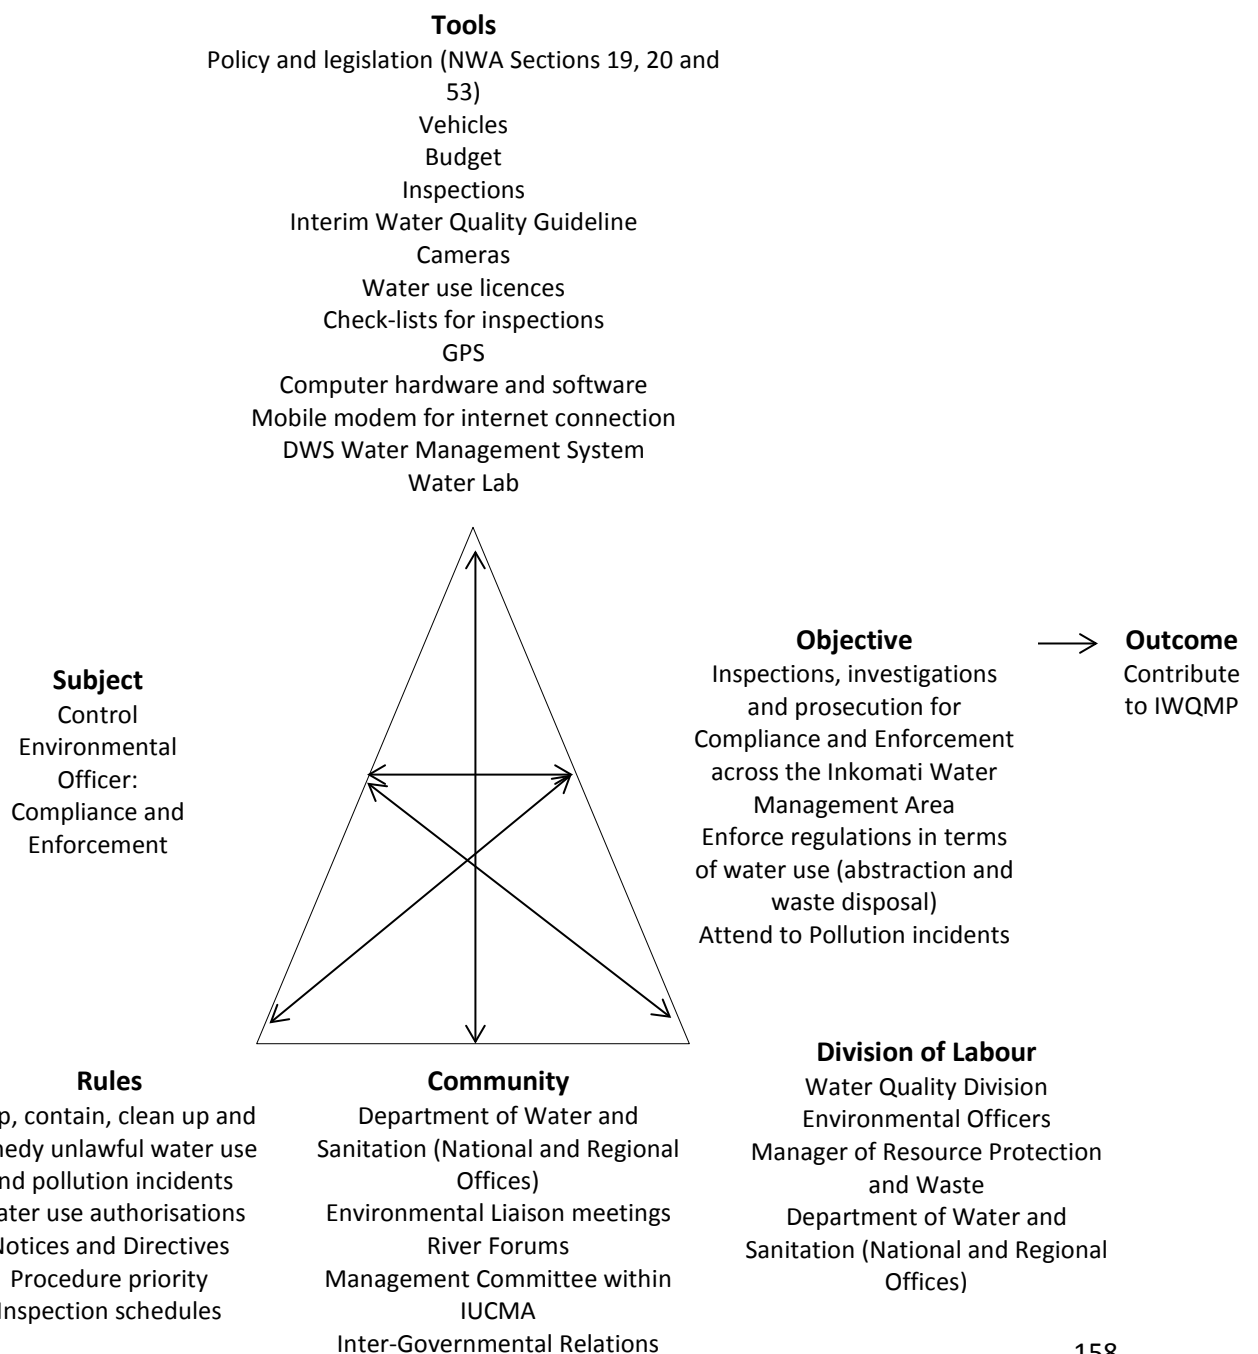 Tools
Policy and legislation (NWA Sections 19, 20 and
53)
Vehicles
Budget
Inspections
Interim Water Quality Guideline
Cameras
Water use licences
Check-lists for inspections
GPS
Computer hardware and software
Mobile modem for internet connection
DWS Water Management System
Water Lab
Subject
Control
Environmental
Officer:
Compliance and
Enforcement
Objective
Inspections, investigations
and prosecution for
Compliance and Enforcement
across the Inkomati Water
Management Area
Enforce regulations in terms
of water use (abstraction and
waste disposal)
Attend to Pollution incidents
Outcome
Contribute
to IWQMP
Rules
p, contain, clean up and
nedy unlawful water use
nd pollution incidents
ater use authorisations
Notices and Directives
Procedure priority
Inspection schedules
Community
Department of Water and
Sanitation (National and Regional
Offices)
Environmental Liaison meetings
River Forums
Management Committee within
IUCMA
Inter-Governmental Relations
Division of Labour
Water Quality Division
Environmental Officers
Manager of Resource Protection
and Waste
Department of Water and
Sanitation (National and Regional
Offices)
158